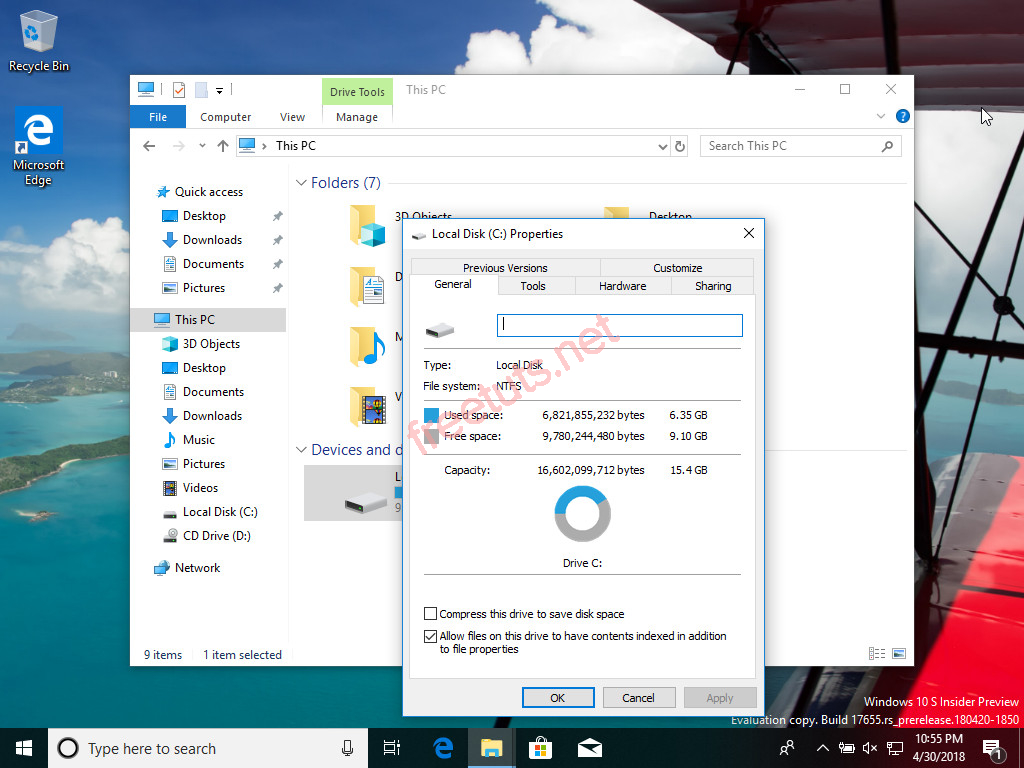 Recycle Bin
Microsoft
Edge
Drive Tools
This PC
File
Computer
View
Manage
This PC
Search This PC
Quick access
Desktop
Downloads
Documents
Pictures
This PC
3D Objects
Desktop
Documents
Downloads
Music
Pictures
Videos
Local Disk (C:)
CD Drive (D:)
Network
Folders (7)
3D Objects
Desktop
Devices and d
9 items
1 item selected
Local Disk (C:) Properties
Previous Versions
Customize
General
Tools
Hardware
Sharing
Type:
Local Disk
File system:
NTFS
Used space:
6,821,855,232 bytes
6.35 GB
Free space:
9,780,244,480 bytes
9.10 GB
Capacity:
16,602,099,712 bytes
15.4 GB
Drive C:
Compress this drive to save disk space
Allow files on this drive to have contents indexed in addition
to file properties
OK
Cancel
Apply
freetuts.net
Windows 10 S Insider Preview
Evaluation copy. Build 17655.rs_prerelease.180420-1850
Type here to search
10:55 PM
4/30/2018
1